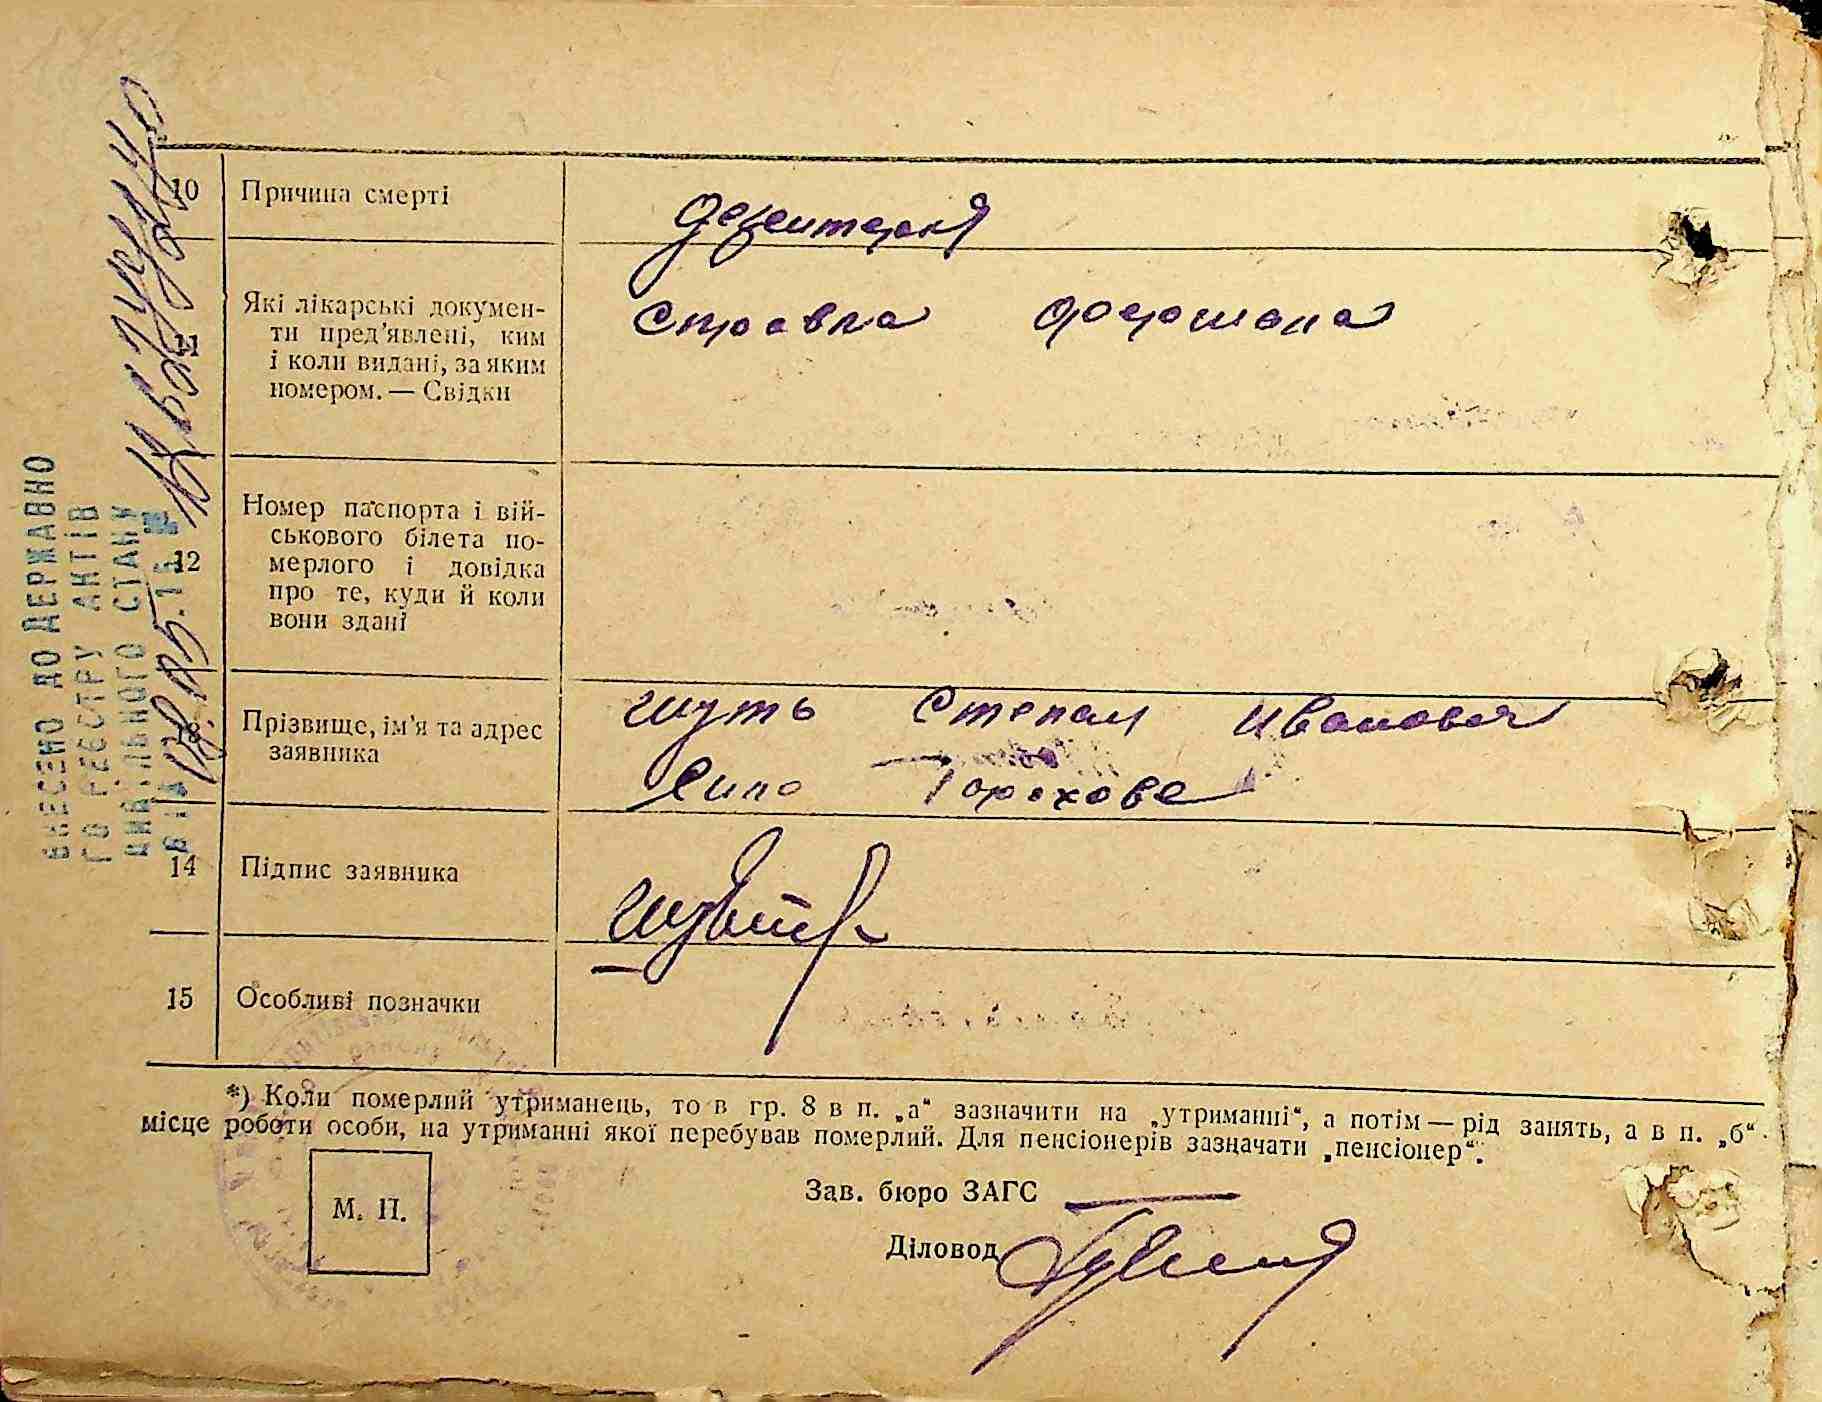 10 Причина смерті
дезентерия
11 Які лікарські докумен-
ти пред'явлені, ким
і коли видані, за яким
номером. — Свідки
справка фершала
12 Номер паспорта і вій-
ськового білета по-
мерлого і довідка
про те, куди й коли
вони здані
Прізвище, ім'я та адрес
заявника
Шуть Степан Иванович
село Горохове
14 Підпис заявника
15 Особливі позначки
*) Коли померлий утриманець, то в гр. 8 в п. „а“ зазначити на „утриманні“, а потім — рід занять, а в п. „б“
місце роботи особи, на утриманні якої перебував померлий. Для пенсіонерів зазначати „пенсіонер“.
М. П.
Зав. бюро ЗАГС
Діловод
ВНЕСЕНО ДО ДЕРЖАВНО
ГО РЕЄСТРУ АКТІВ
ЦИВІЛЬНОГО СТАНУ